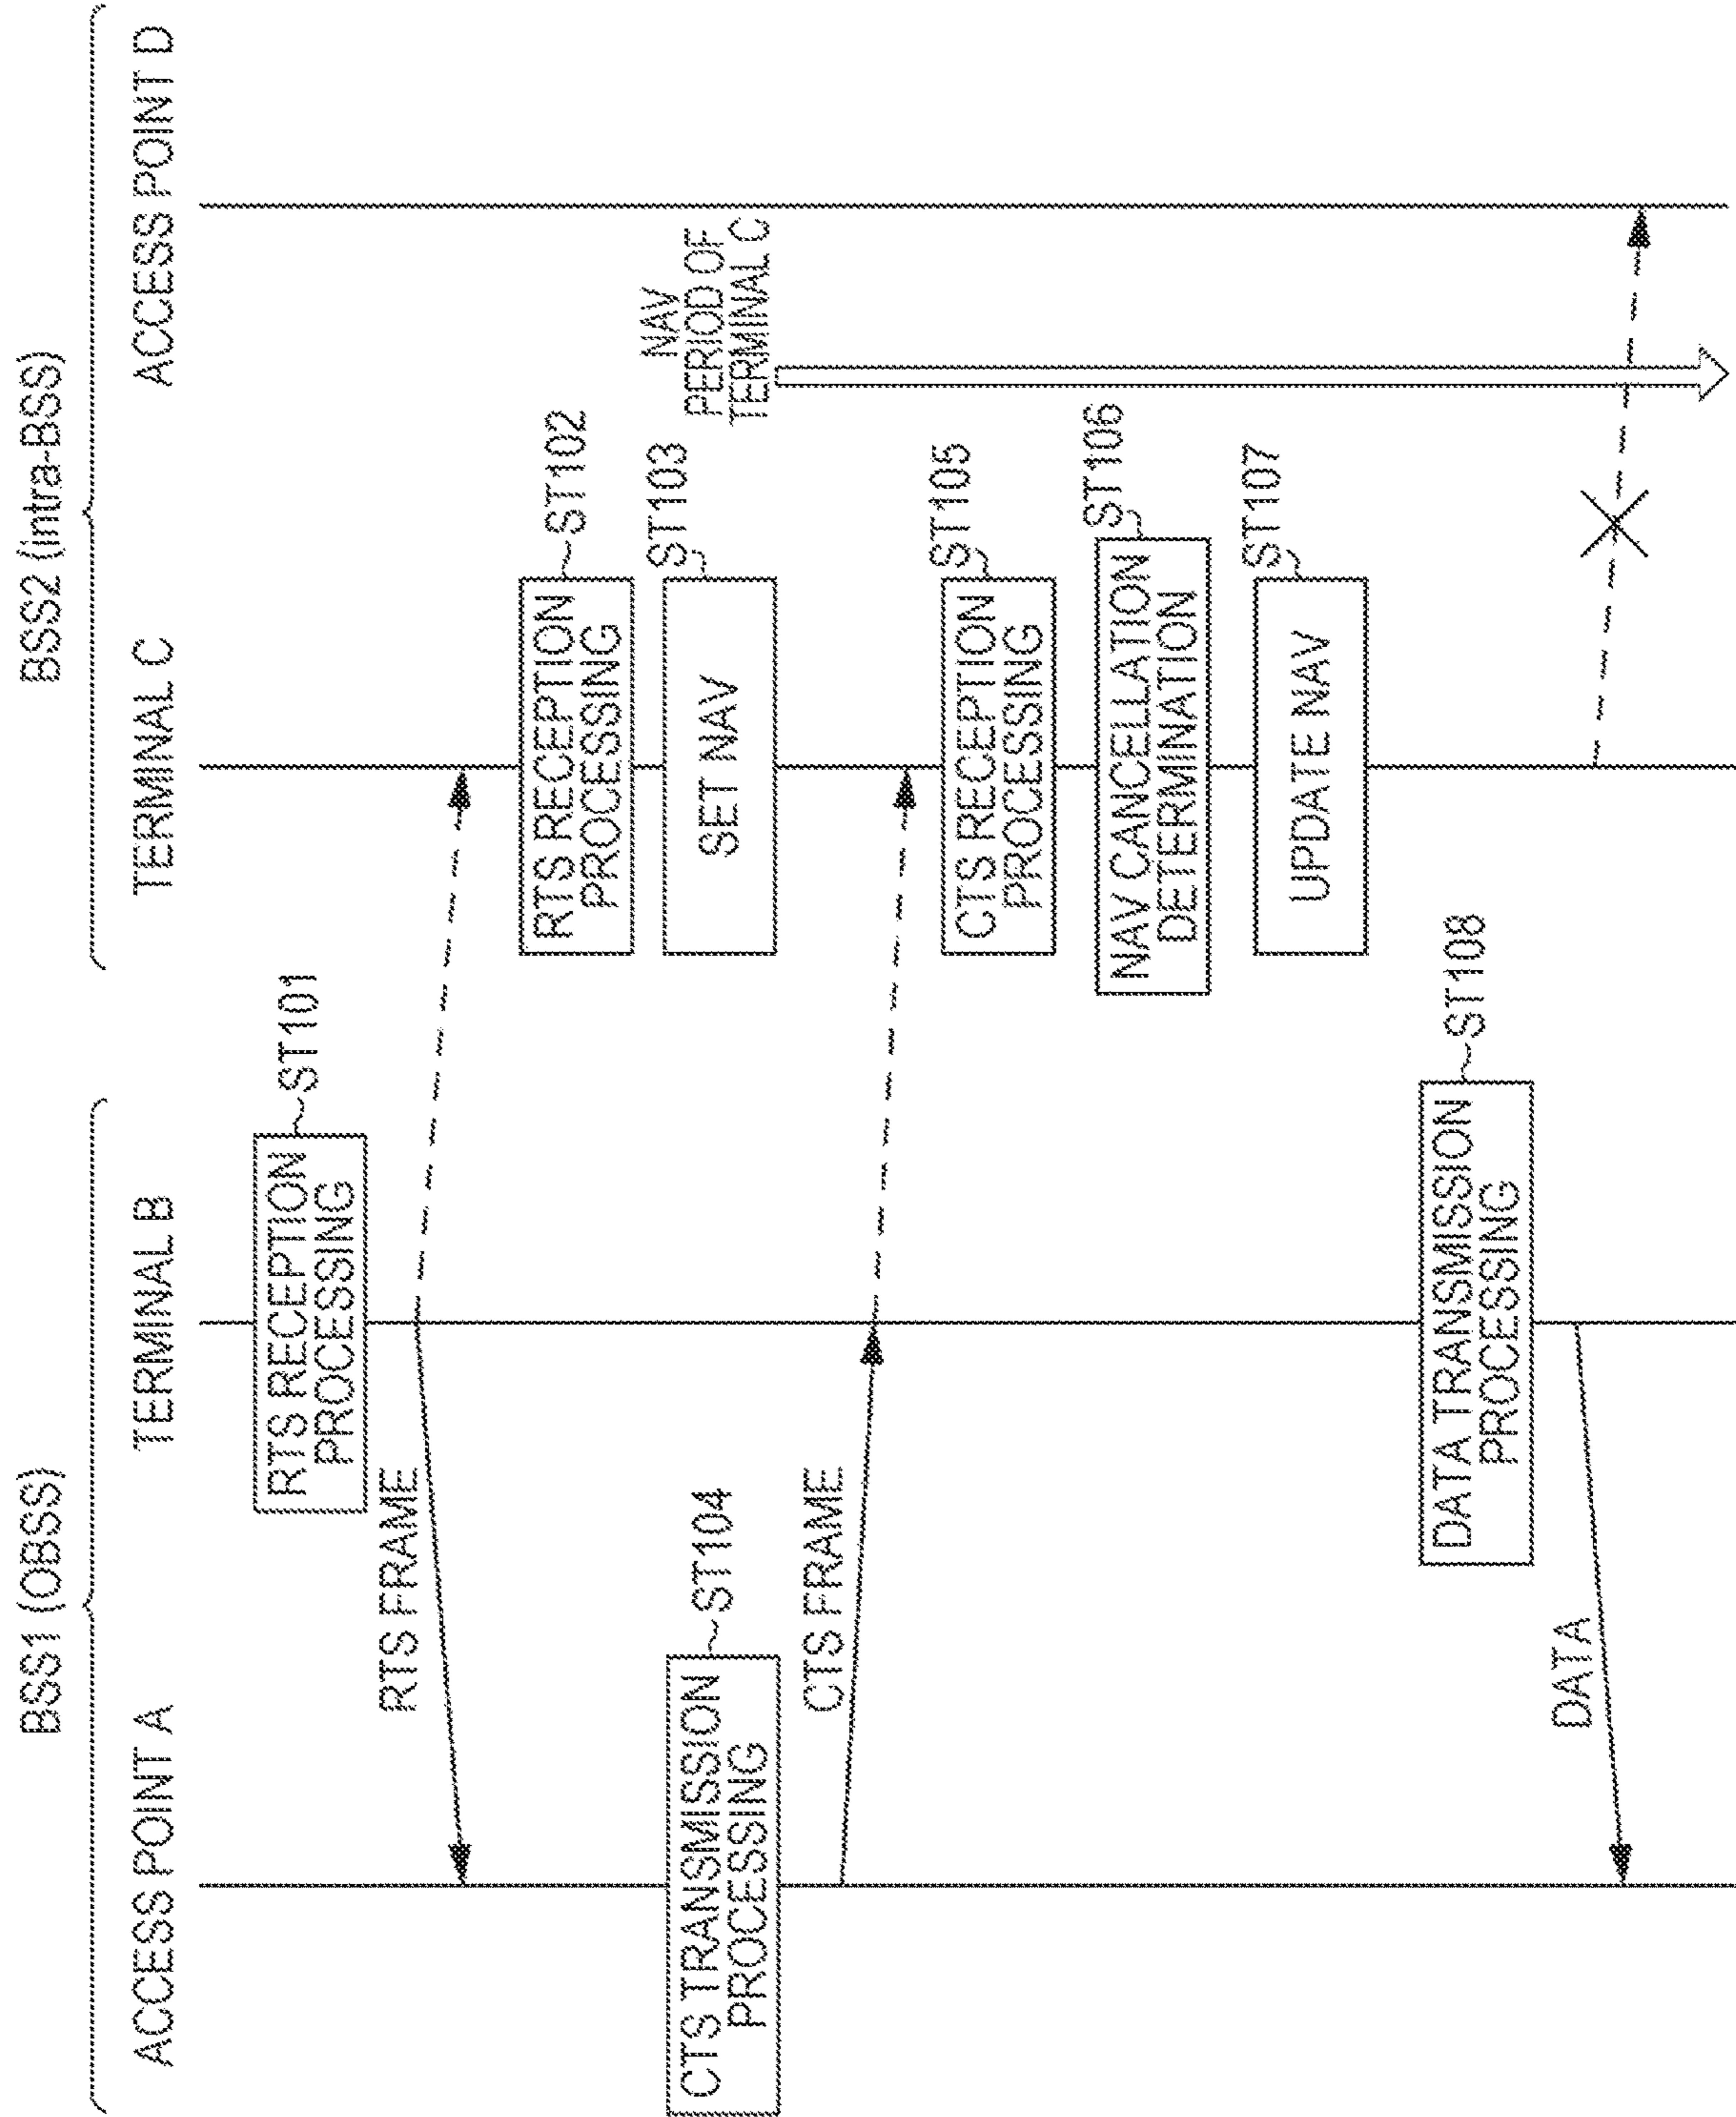 BSS1 (OBSS)
BSS2 (intra-BSS)
ACCESS POINT A
TERMINAL B
TERMINAL C
ACCESS POINT D
RTS RECEPTION
PROCESSING
ST101
RTS FRAME
RTS RECEPTION
PROCESSING
ST102
SET NAV
ST103
NAV
PERIOD OF
TERMINAL C
CTS TRANSMISSION
PROCESSING
ST104
CTS FRAME
CTS RECEPTION
PROCESSING
ST105
NAV CANCELLATION
DETERMINATION
ST106
UPDATE NAV
ST107
DATA TRANSMISSION
PROCESSING
ST108
DATA